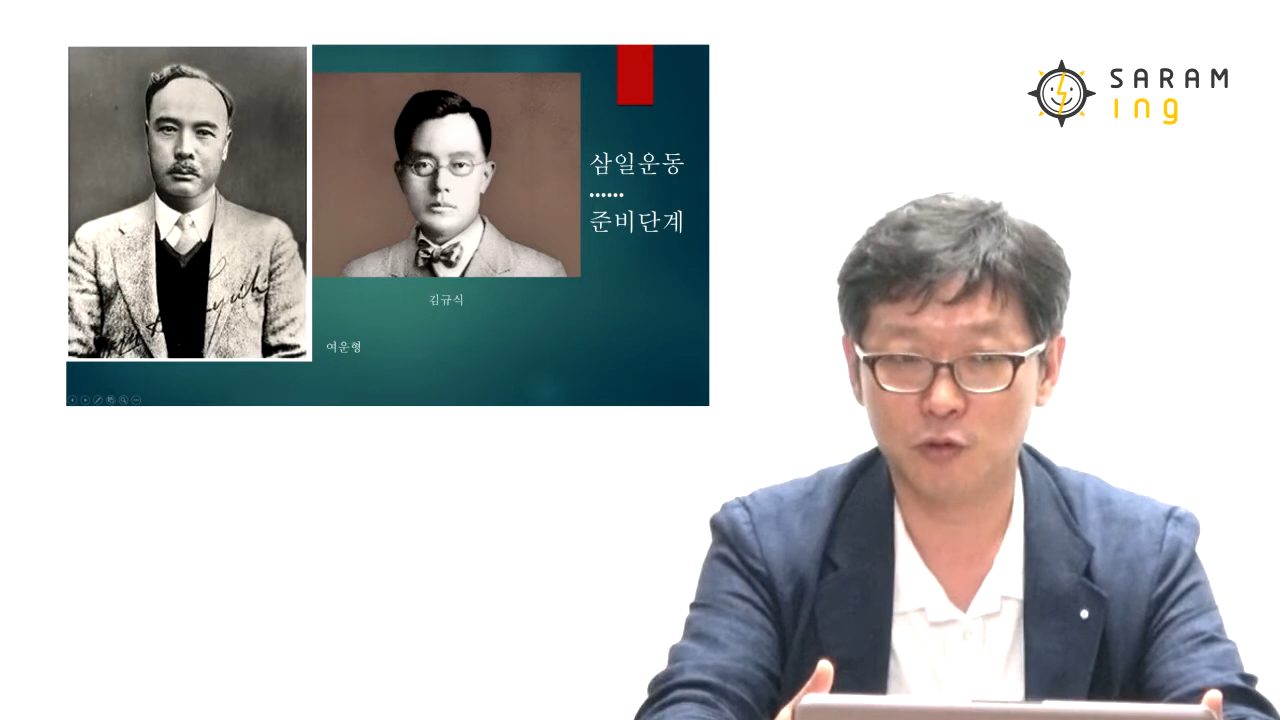 SARAM
ing
삼일운동
......
준비단계
김규식
여운형